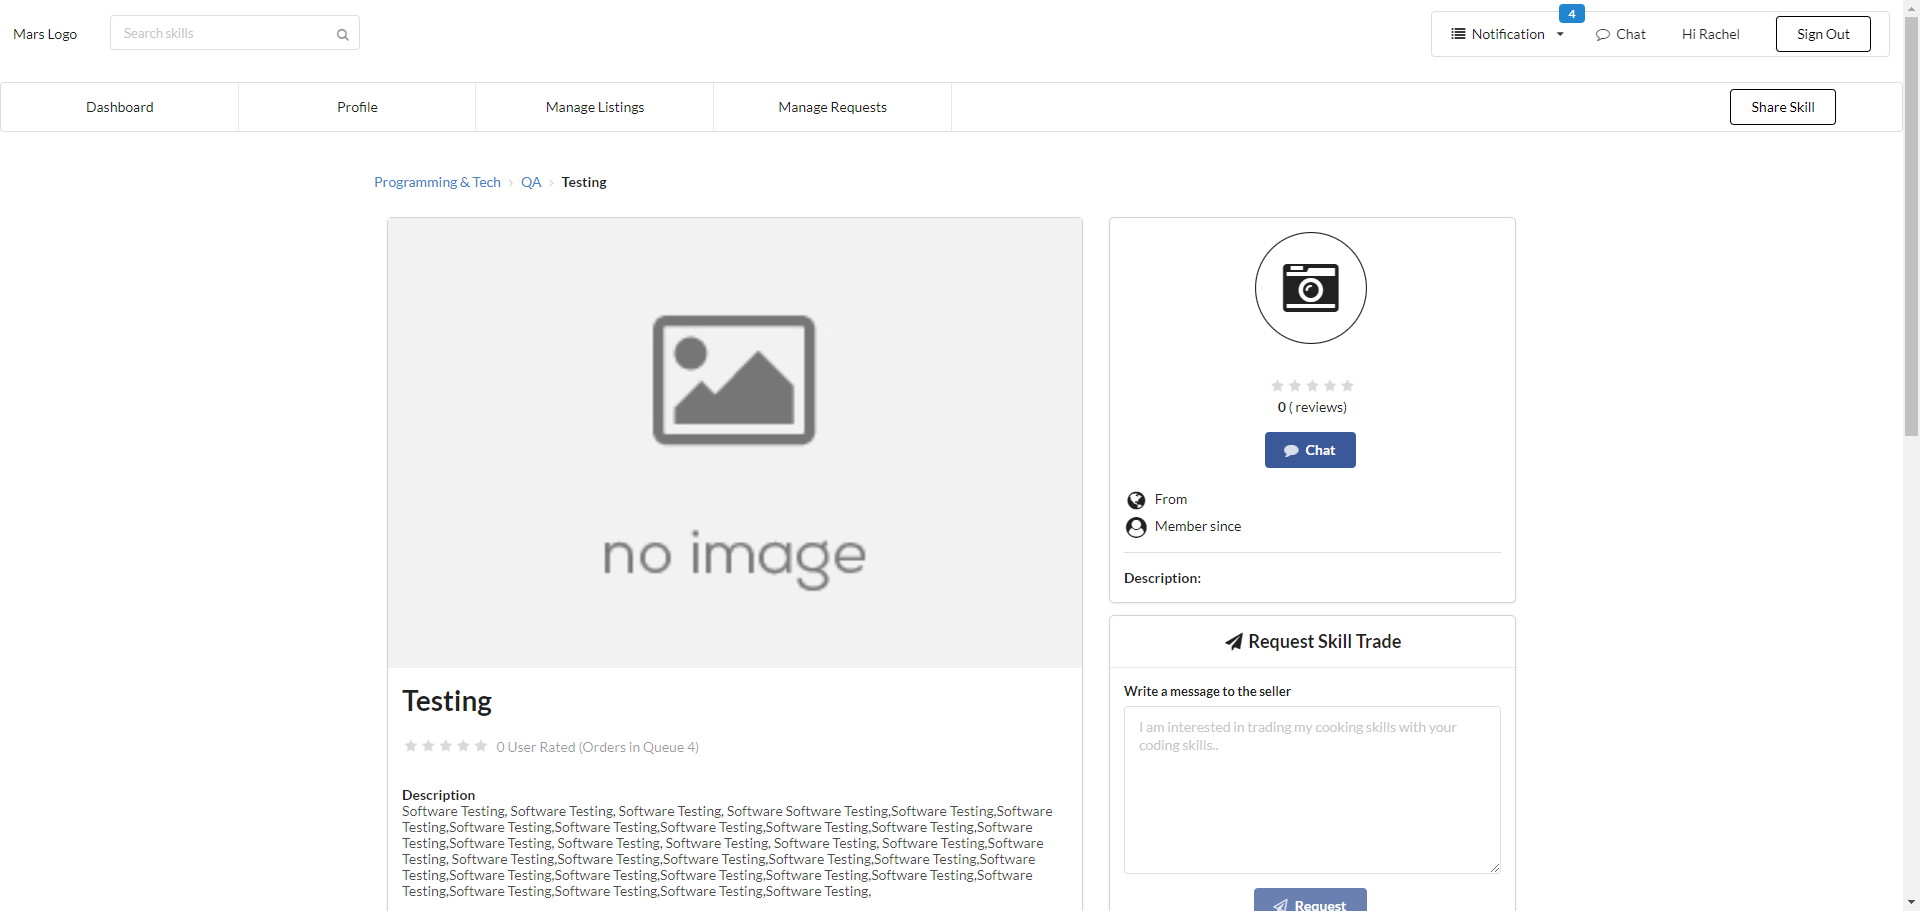 Mars Logo
Search skills
4
Notification
Chat
Hi Rachel
Sign Out
Dashboard
Profile
Manage Listings
Manage Requests
Share Skill
Programming & Tech › QA › Testing
no image
Testing
0 User Rated (Orders in Queue 4)
Description
Software Testing, Software Testing, Software Testing, Software Software Testing,Software Testing,Software
Testing,Software Testing,Software Testing,Software Testing,Software Testing,Software Testing,Software
Testing,Software Testing, Software Testing, Software Testing, Software Testing, Software Testing,Software
Testing, Software Testing,Software Testing,Software Testing,Software Testing,Software Testing,Software
Testing,Software Testing,Software Testing,Software Testing,Software Testing,Software Testing,Software
Testing,Software Testing,Software Testing,Software Testing,Software Testing,
0 ( reviews)
Chat
From
Member since
Description:
Request Skill Trade
Write a message to the seller
I am interested in trading my cooking skills with your
coding skills..
Request